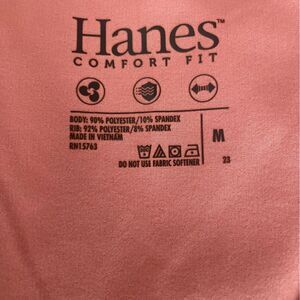 Hanes™
COMFORT FIT
BODY: 90% POLYESTER/10% SPANDEX
RIB: 92% POLYESTER/8% SPANDEX
MADE IN VIETNAM
RN15763
DO NOT USE FABRIC SOFTENER
M
23